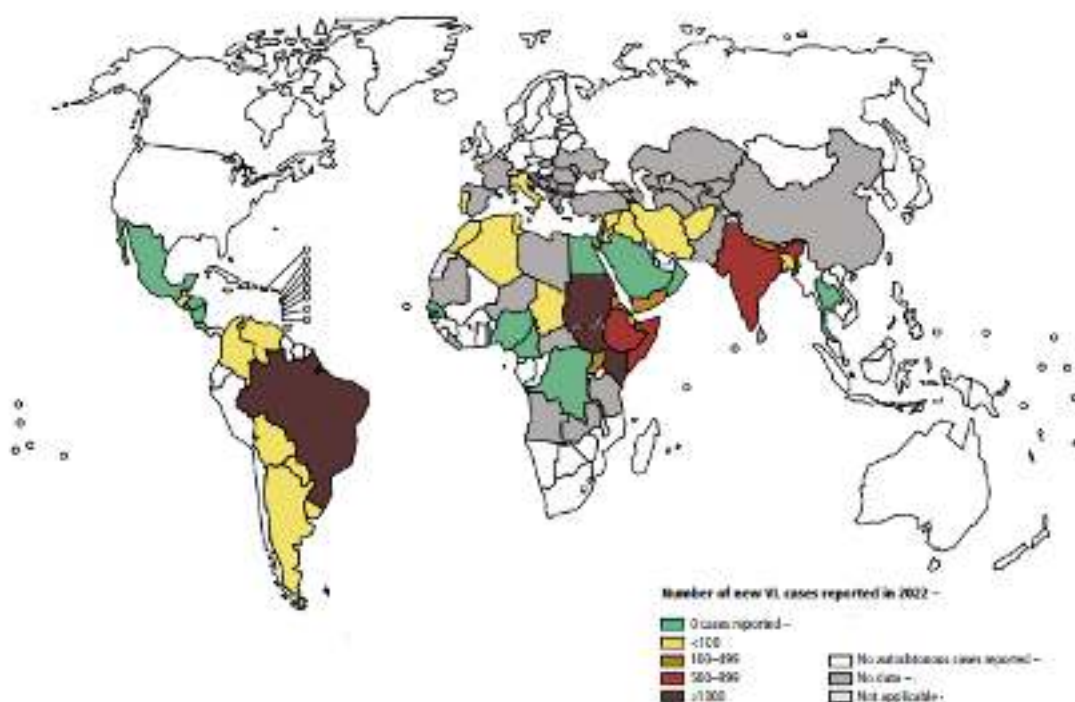 Number of new VL cases reported in 2022 –
0 cases reported –
<100
100–499
500–999
≥1000
No autochtonous cases reported –
No data –
Not applicable -